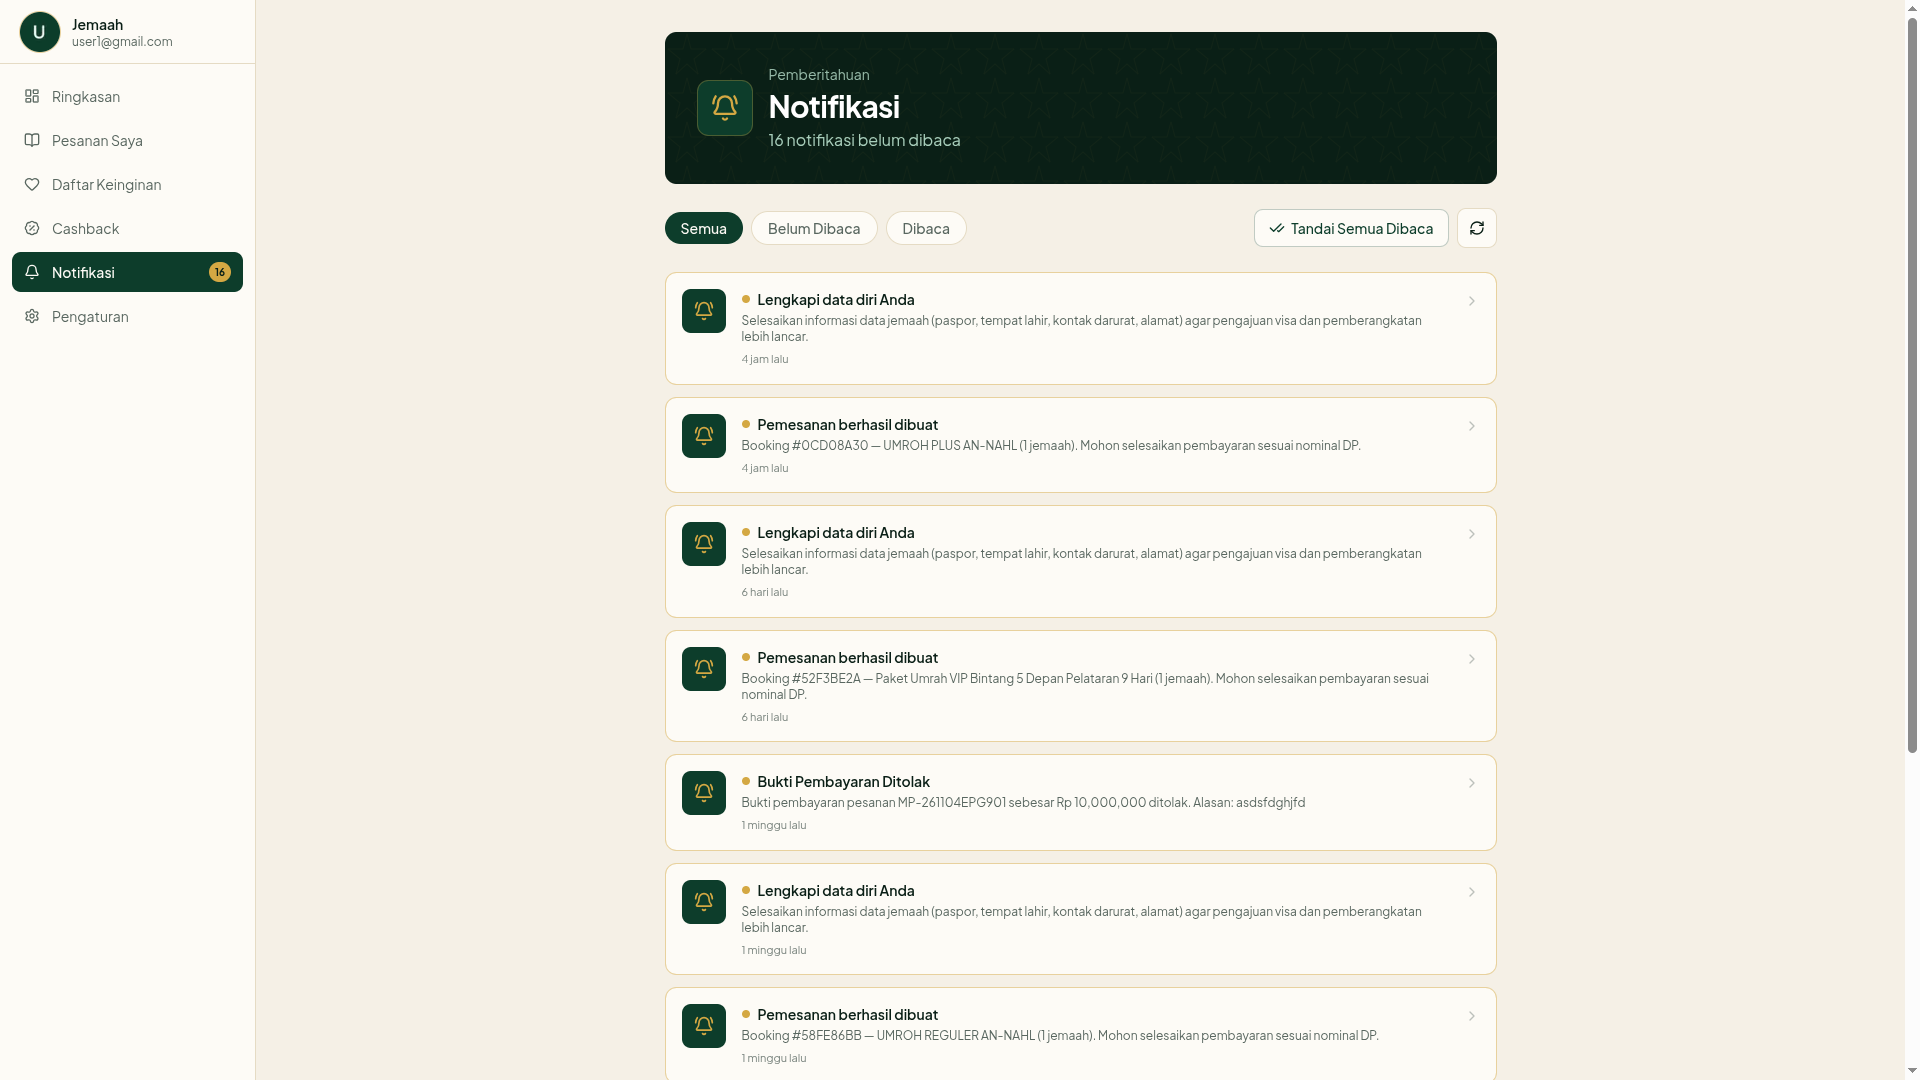 U
Jemaah
user1@gmail.com
Ringkasan
Pesanan Saya
Daftar Keinginan
Cashback
Notifikasi
16
Pengaturan
Pemberitahuan
Notifikasi
16 notifikasi belum dibaca
Semua
Belum Dibaca
Dibaca
Tandai Semua Dibaca
Lengkapi data diri Anda
Selesaikan informasi data jemaah (paspor, tempat lahir, kontak darurat, alamat) agar pengajuan visa dan pemberangkatan
lebih lancar.
4 jam lalu
Pemesanan berhasil dibuat
Booking #0CD08A30 — UMROH PLUS AN-NAHL (1 jemaah). Mohon selesaikan pembayaran sesuai nominal DP.
4 jam lalu
Lengkapi data diri Anda
Selesaikan informasi data jemaah (paspor, tempat lahir, kontak darurat, alamat) agar pengajuan visa dan pemberangkatan
lebih lancar.
6 hari lalu
Pemesanan berhasil dibuat
Booking #52F3BE2A — Paket Umrah VIP Bintang 5 Depan Pelataran 9 Hari (1 jemaah). Mohon selesaikan pembayaran sesuai
nominal DP.
6 hari lalu
Bukti Pembayaran Ditolak
Bukti pembayaran pesanan MP-261104EPG901 sebesar Rp 10,000,000 ditolak. Alasan: asdsfdghjfd
1 minggu lalu
Lengkapi data diri Anda
Selesaikan informasi data jemaah (paspor, tempat lahir, kontak darurat, alamat) agar pengajuan visa dan pemberangkatan
lebih lancar.
1 minggu lalu
Pemesanan berhasil dibuat
Booking #58FE86BB — UMROH REGULER AN-NAHL (1 jemaah). Mohon selesaikan pembayaran sesuai nominal DP.
1 minggu lalu